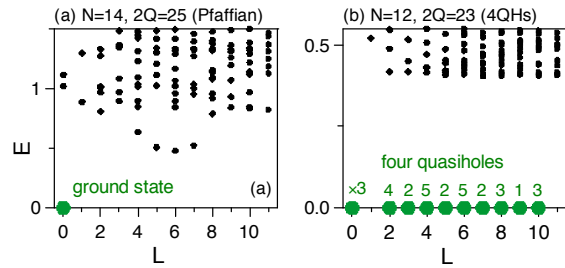 (a) N=14, 2Q=25 (Pfaffian)
(b) N=12, 2Q=23 (4QHs)
E
1
0
ground state
(a)
0 2 4 6 8 10
L
0.5
0.0
four quasiholes
×3 4 2 5 2 5 2 3 1 3
0 2 4 6 8 10
L